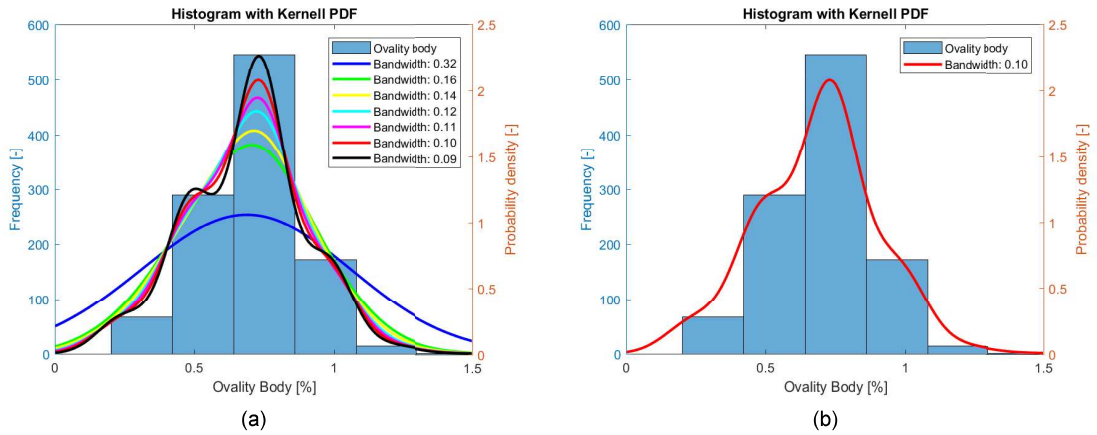 Histogram with Kernell PDF
600
500
400
300
200
100
0
Frequency [-]
2.5
2
1.5
1
0.5
0
Probability density [-]
0
0.5
1
1.5
Ovality Body [%]
Ovality body
Bandwidth: 0.32
Bandwidth: 0.16
Bandwidth: 0.14
Bandwidth: 0.12
Bandwidth: 0.11
Bandwidth: 0.10
Bandwidth: 0.09
(a)
Histogram with Kernell PDF
600
500
400
300
200
100
0
Frequency [-]
2.5
2
1.5
1
0.5
0
Probability density [-]
0
0.5
1
1.5
Ovality Body [%]
Ovality body
Bandwidth: 0.10
(b)